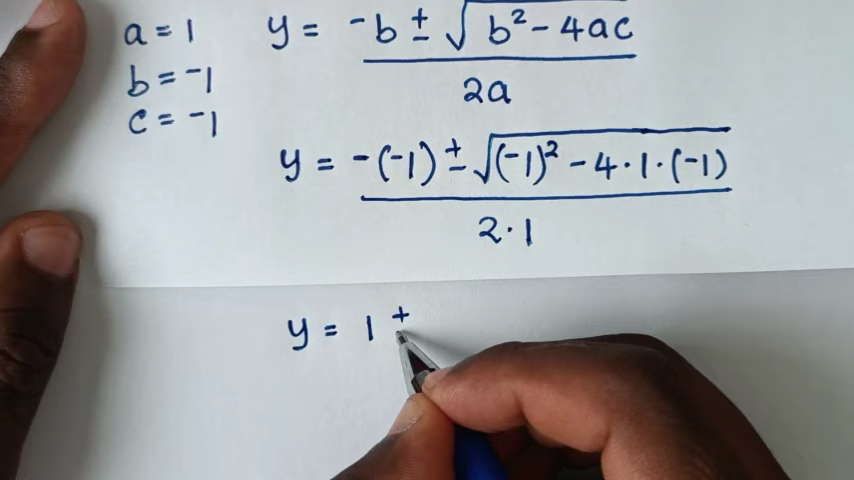 a = 1
y = -b ± √b² - 4ac / 2a
b = -1
c = -1
y = -(-1) ± √(-1)² - 4·1·(-1) / 2·1
y = 1 +